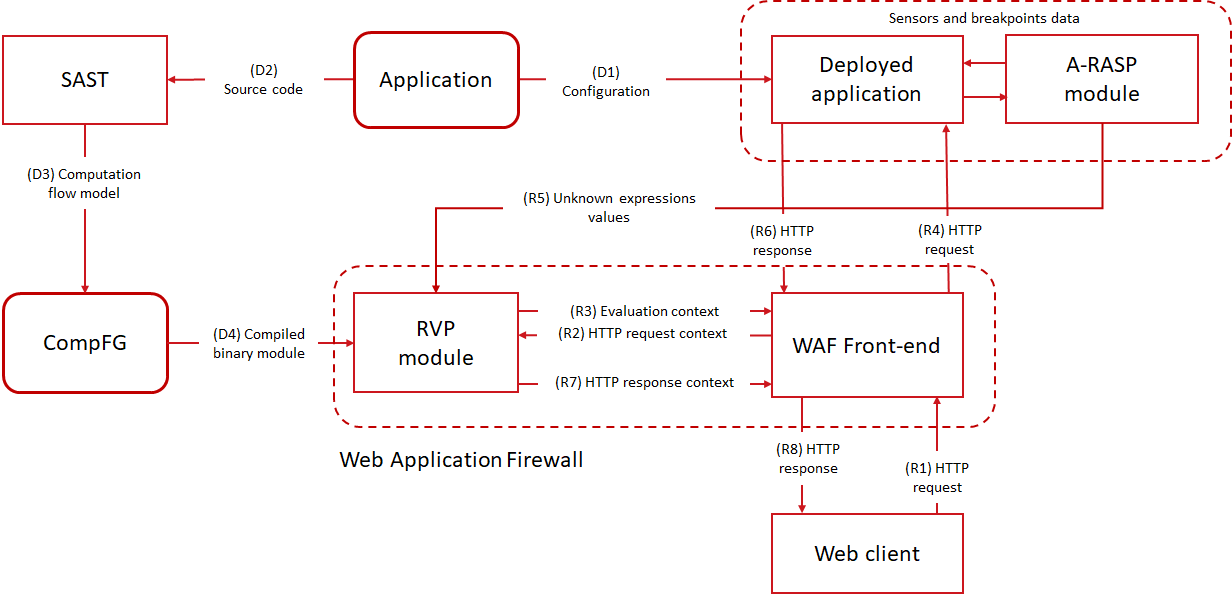 Sensors and breakpoints data
SAST
(D2)
Source code
Application
(D1)
Configuration
Deployed
application
A-RASP
module
(D3) Computation
flow model
(R5) Unknown expressions
values
(R6) HTTP
response
(R4) HTTP
request
CompFG
(D4) Compiled
binary module
RVP
module
(R3) Evaluation context
(R2) HTTP request context
(R7) HTTP response context
WAF Front-end
Web Application Firewall
(R8) HTTP
response
(R1) HTTP
request
Web client